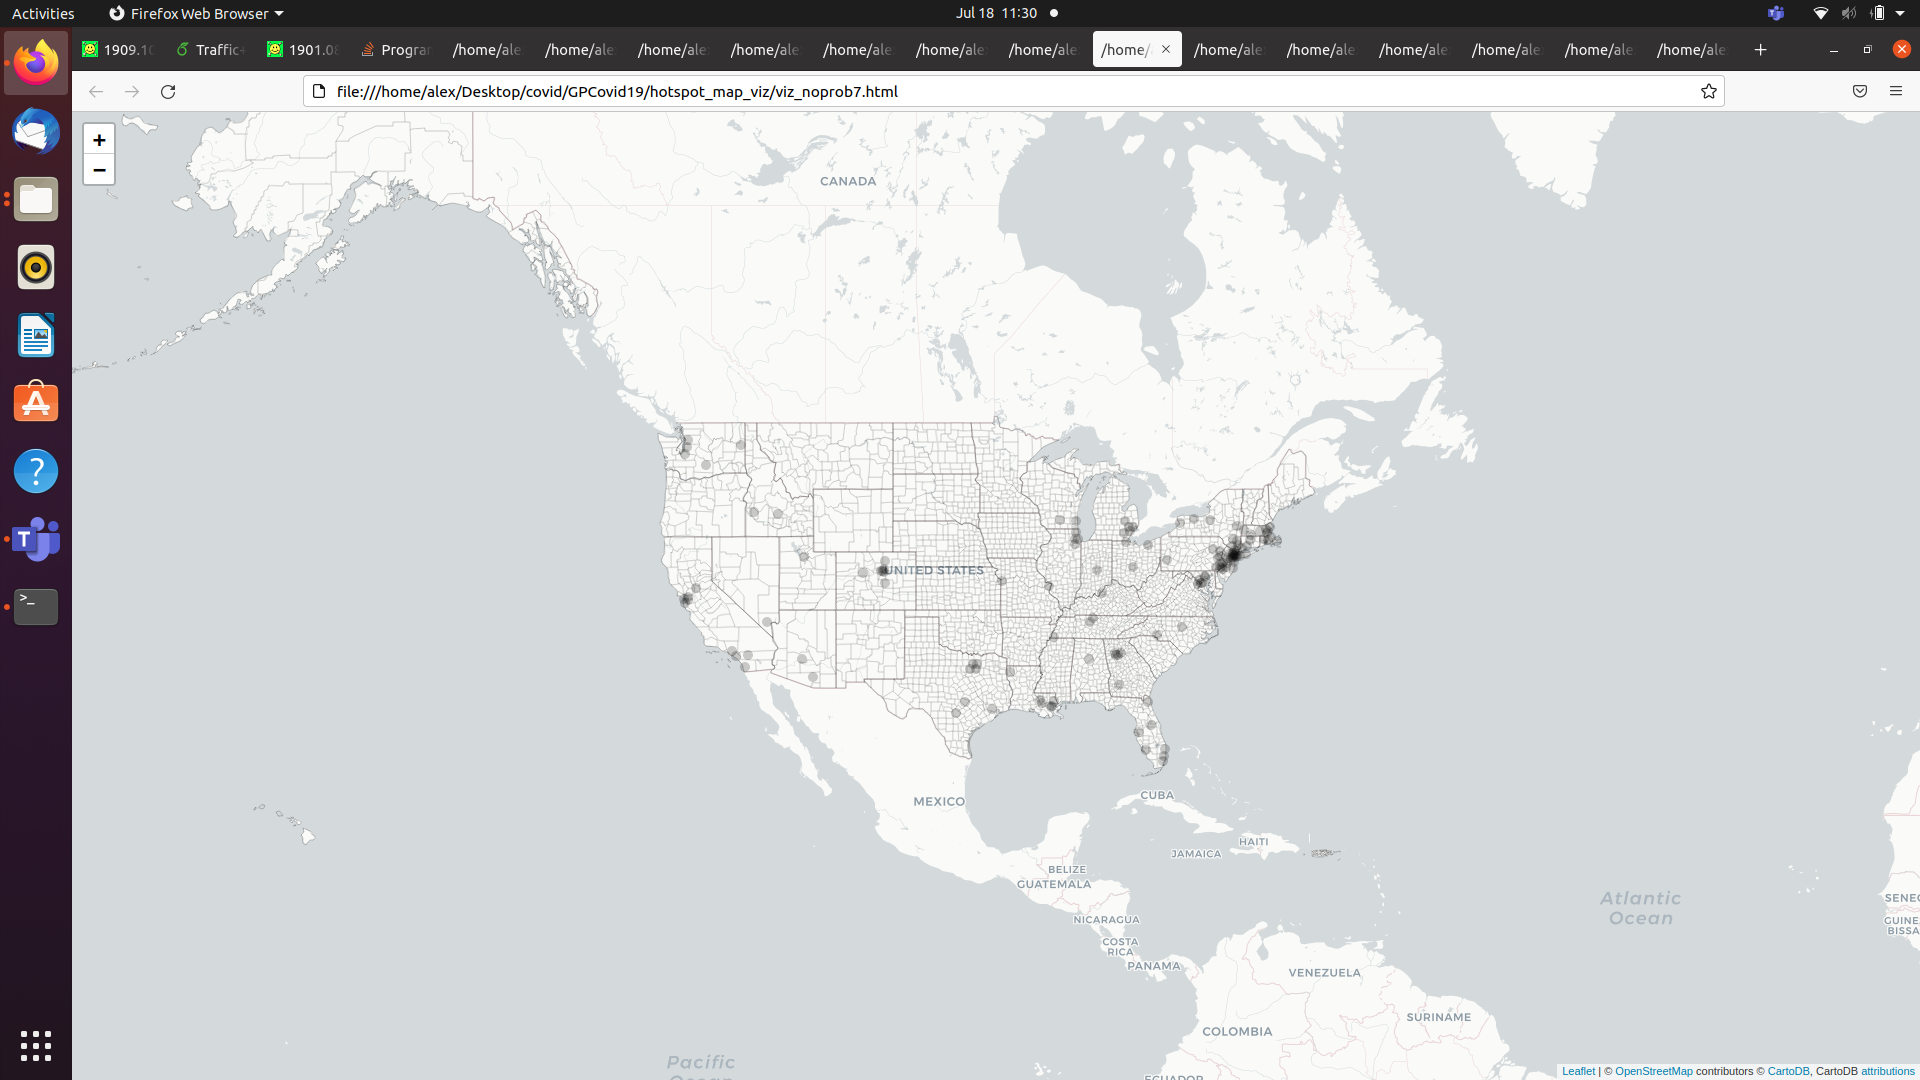 Activities
Firefox Web Browser
Jul 18 11:30
1909.10
Traffic+
1901.08
Program
/home/ale
/home/ale
/home/ale
/home/ale
/home/ale
/home/ale
/home/ale
/home/
/home/ale
/home/ale
/home/ale
/home/ale
/home/ale
/home/ale
file:///home/alex/Desktop/covid/GPCovid19/hotspot_map_viz/viz_noprob7.html
+
−
CANADA
UNITED STATES
MEXICO
CUBA
HAITI
JAMAICA
BELIZE
GUATEMALA
NICARAGUA
COSTA
RICA
PANAMA
VENEZUELA
COLOMBIA
SURINAME
ECUADOR
Atlantic
Ocean
Pacific
Ocean
SENEG
GUINE
BISSA
Leaflet | © OpenStreetMap contributors © CartoDB, CartoDB attributions